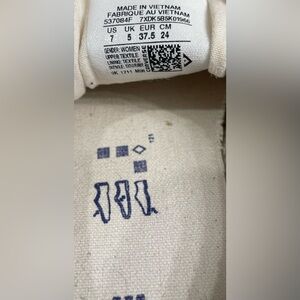 MADE IN VIETNAM
FABRIQUE AU VIETNAM
537084F 7XDK5B5K01966
US UK EUR CM
7 5 37.5 24
GENDER: WOMEN
UPPER: TEXTILE
LINING: TEXTILE